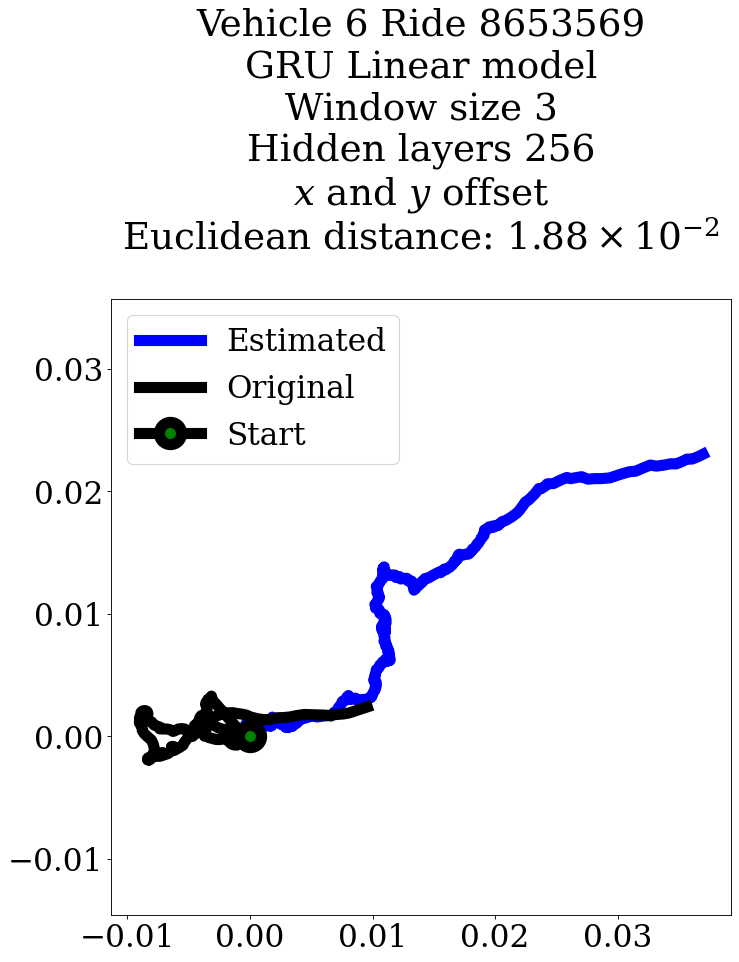 Vehicle 6 Ride 8653569
GRU Linear model
Window size 3
Hidden layers 256
x and y offset
Euclidean distance: 1.88 × 10⁻²
Estimated
Original
Start
0.03
0.02
0.01
0.00
−0.01
−0.01 0.00 0.01 0.02 0.03